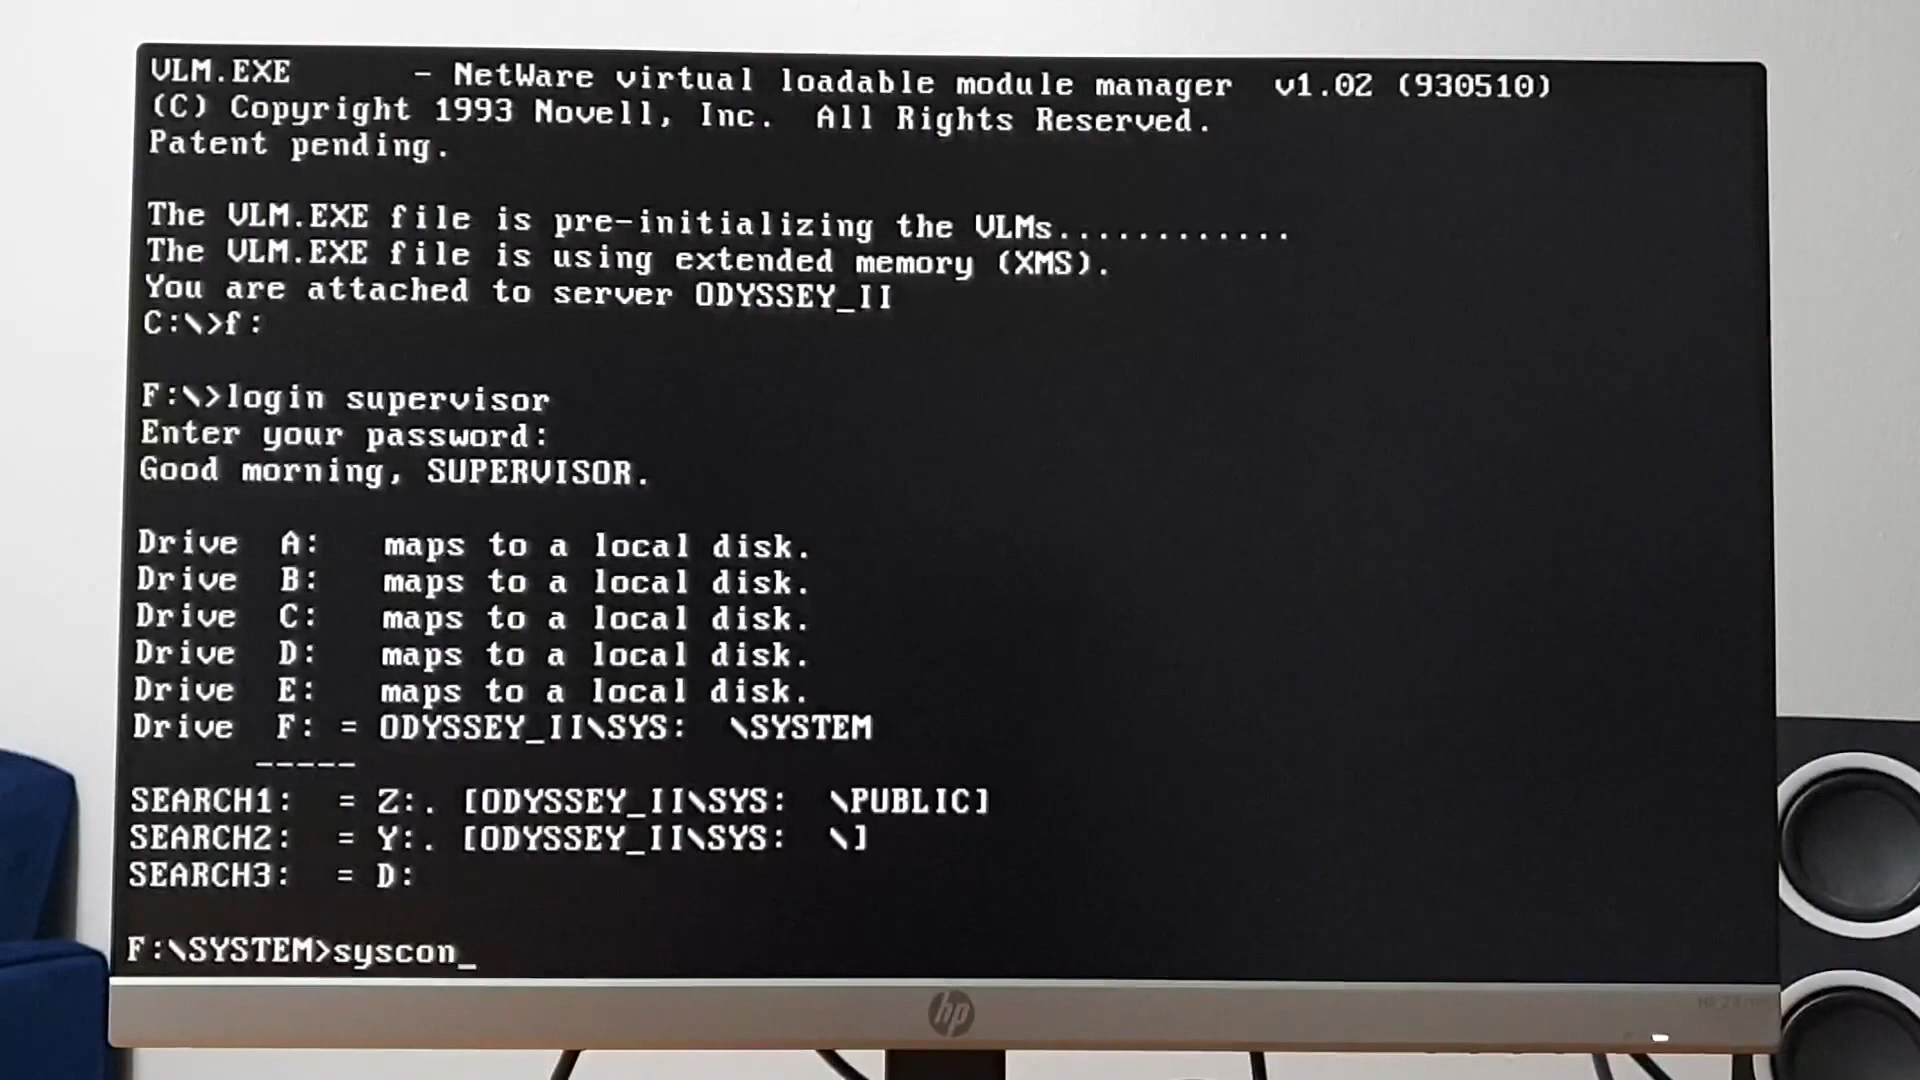 VLM.EXE      - NetWare virtual loadable module manager  v1.02 (930510)
(C) Copyright 1993 Novell, Inc.  All Rights Reserved.
Patent pending.
The VLM.EXE file is pre-initializing the VLMs............
The VLM.EXE file is using extended memory (XMS).
You are attached to server ODYSSEY_II
C:\>f:
F:\>login supervisor
Enter your password:
Good morning, SUPERVISOR.
Drive  A:   maps to a local disk.
Drive  B:   maps to a local disk.
Drive  C:   maps to a local disk.
Drive  D:   maps to a local disk.
Drive  E:   maps to a local disk.
Drive  F: = ODYSSEY_II\SYS:  \SYSTEM
-----
SEARCH1:  = Z:. [ODYSSEY_II\SYS:  \PUBLIC]
SEARCH2:  = Y:. [ODYSSEY_II\SYS:  \]
SEARCH3:  = D:
F:\SYSTEM>syscon_
hp